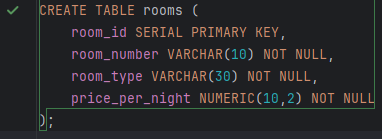 CREATE TABLE rooms (
    room_id SERIAL PRIMARY KEY,
    room_number VARCHAR(10) NOT NULL,
    room_type VARCHAR(30) NOT NULL,
    price_per_night NUMERIC(10,2) NOT NULL
);